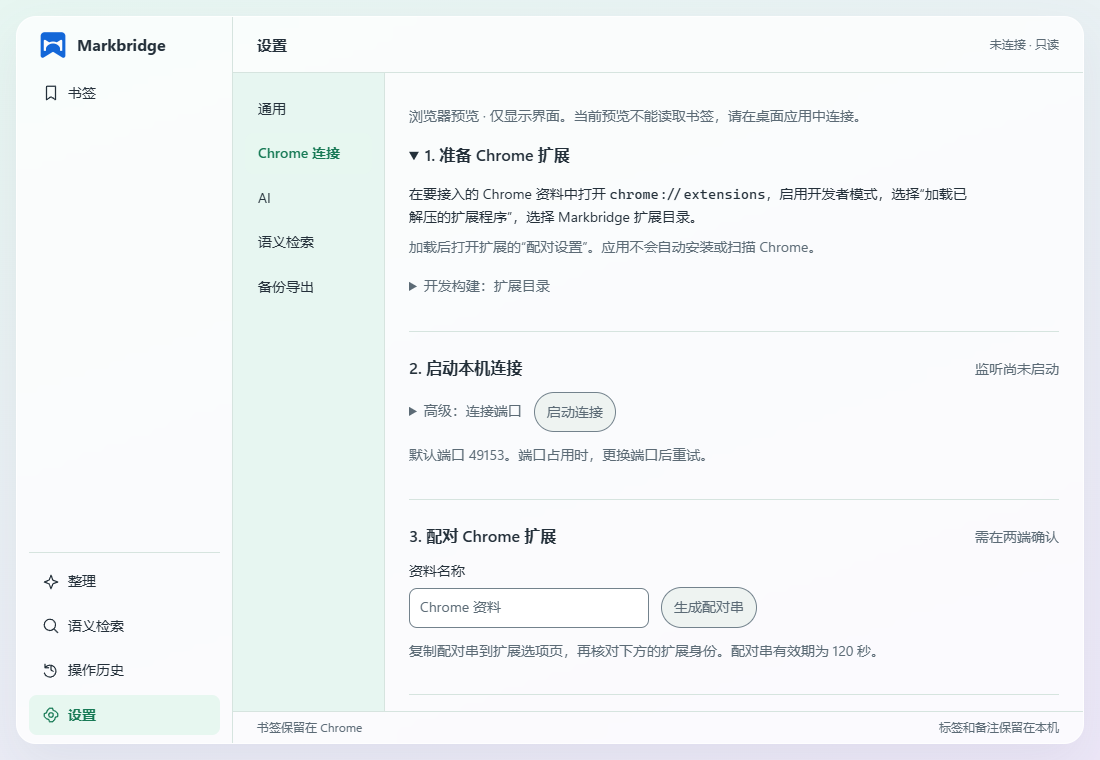 Markbridge
书签
整理
语义检索
操作历史
设置
设置
未连接 · 只读
通用
Chrome 连接
AI
语义检索
备份导出
浏览器预览 · 仅显示界面。当前预览不能读取书签，请在桌面应用中连接。
1. 准备 Chrome 扩展
在要接入的 Chrome 资料中打开 chrome://extensions，启用开发者模式，选择“加载已
解压的扩展程序”，选择 Markbridge 扩展目录。
加载后打开扩展的“配对设置”。应用不会自动安装或扫描 Chrome。
开发构建：扩展目录
2. 启动本机连接
监听尚未启动
高级：连接端口
启动连接
默认端口 49153。端口占用时，更换端口后重试。
3. 配对 Chrome 扩展
需在两端确认
资料名称
Chrome 资料
生成配对串
复制配对串到扩展选项页，再核对下方的扩展身份。配对串有效期为 120 秒。
书签保留在 Chrome
标签和备注保留在本机